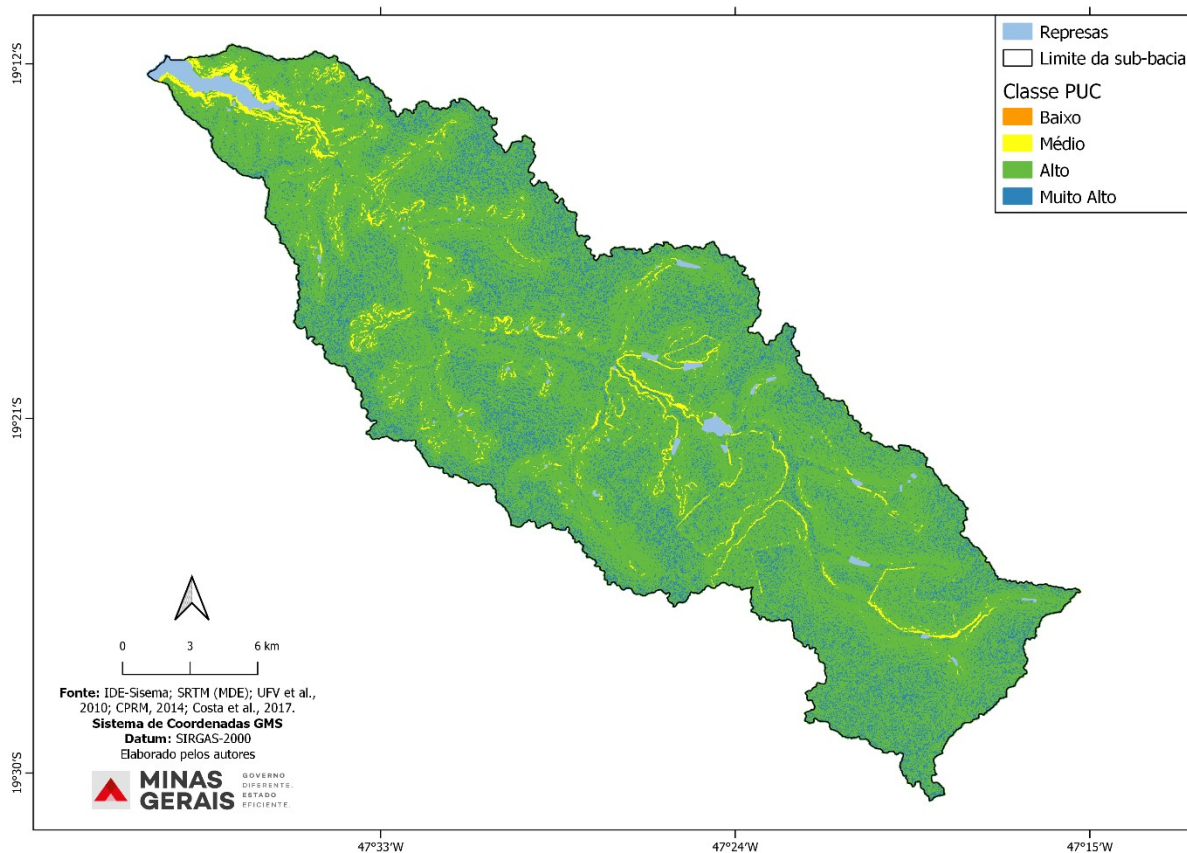 Represas
Limite da sub-bacia
Classe PUC
Baixo
Médio
Alto
Muito Alto
19°12'S
19°21'S
19°30'S
0 3 6 km
Fonte: IDE-Sisema; SRTM (MDE); UFV et al.,
2010; CPRM, 2014; Costa et al., 2017.
Sistema de Coordenadas GMS
Datum: SIRGAS-2000
Elaborado pelos autores
MINAS
GERAIS
GOVERNO
DIFERENTE.
ESTADO
EFICIENTE.
47°33'W 47°24'W 47°15'W